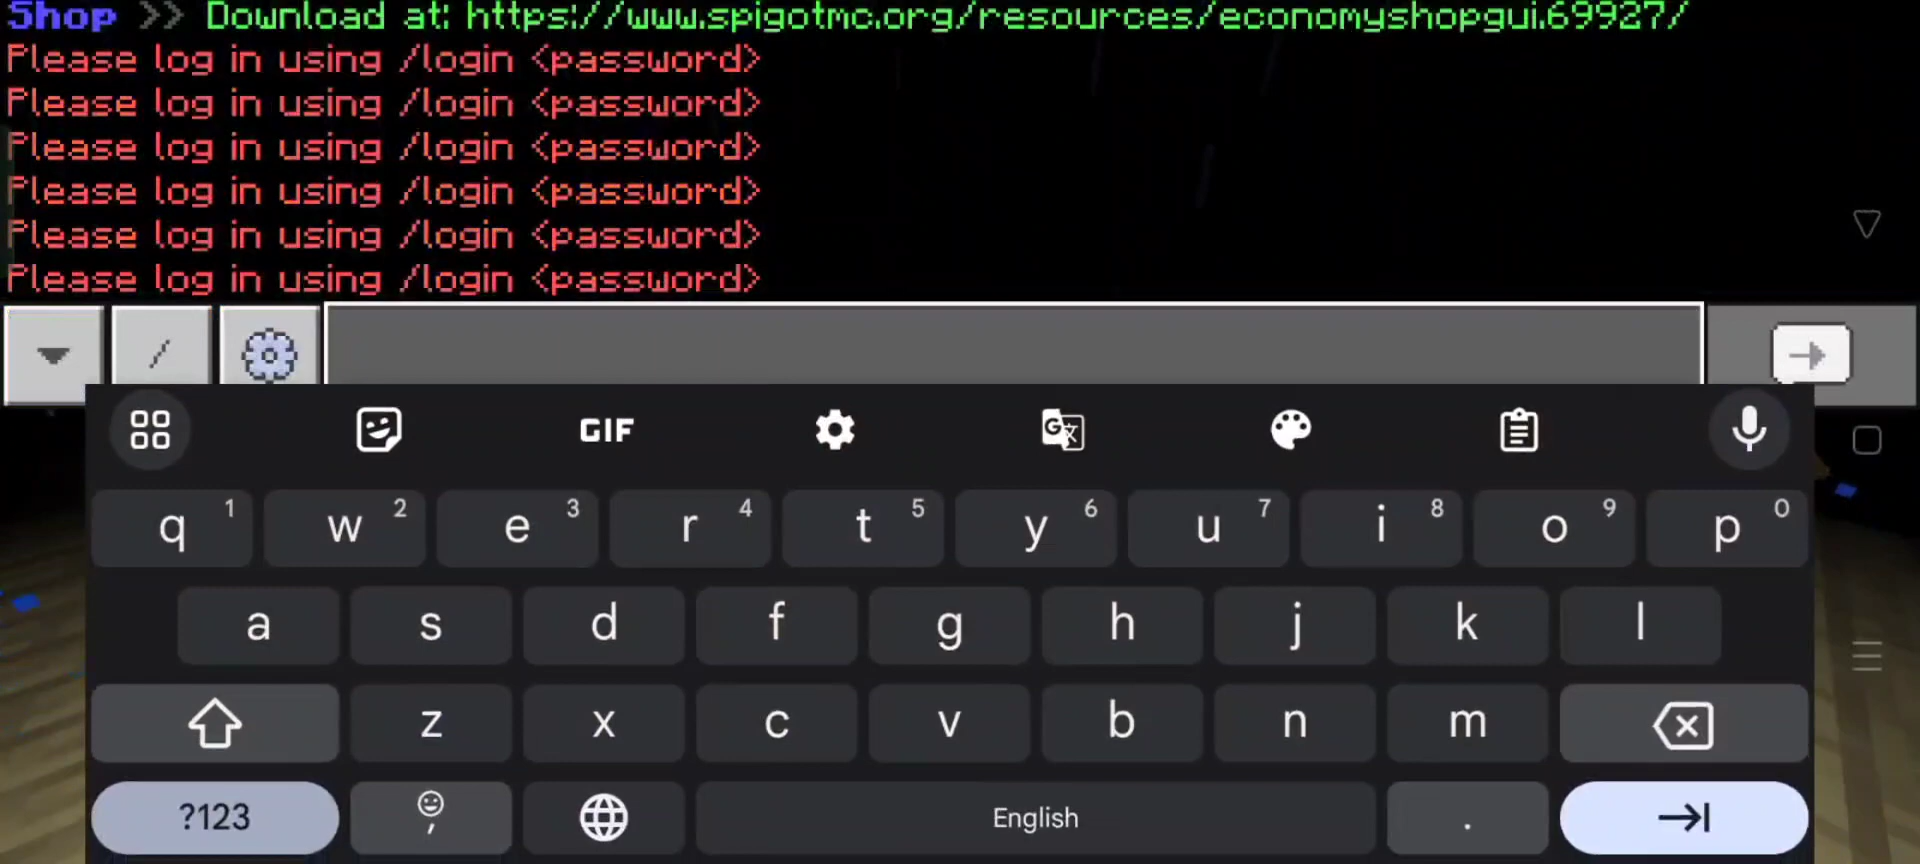 Shop >> Download at: https://www.spigotmc.org/resources/economyshopgui.69927/
Please log in using /login <password>
Please log in using /login <password>
Please log in using /login <password>
Please log in using /login <password>
Please log in using /login <password>
Please log in using /login <password>
/
GIF G文
q 1 w 2 e 3 r 4 t 5 y 6 u 7 i 8 o 9 p 0
a s d f g h j k l
z x c v b n m
?123 , English .